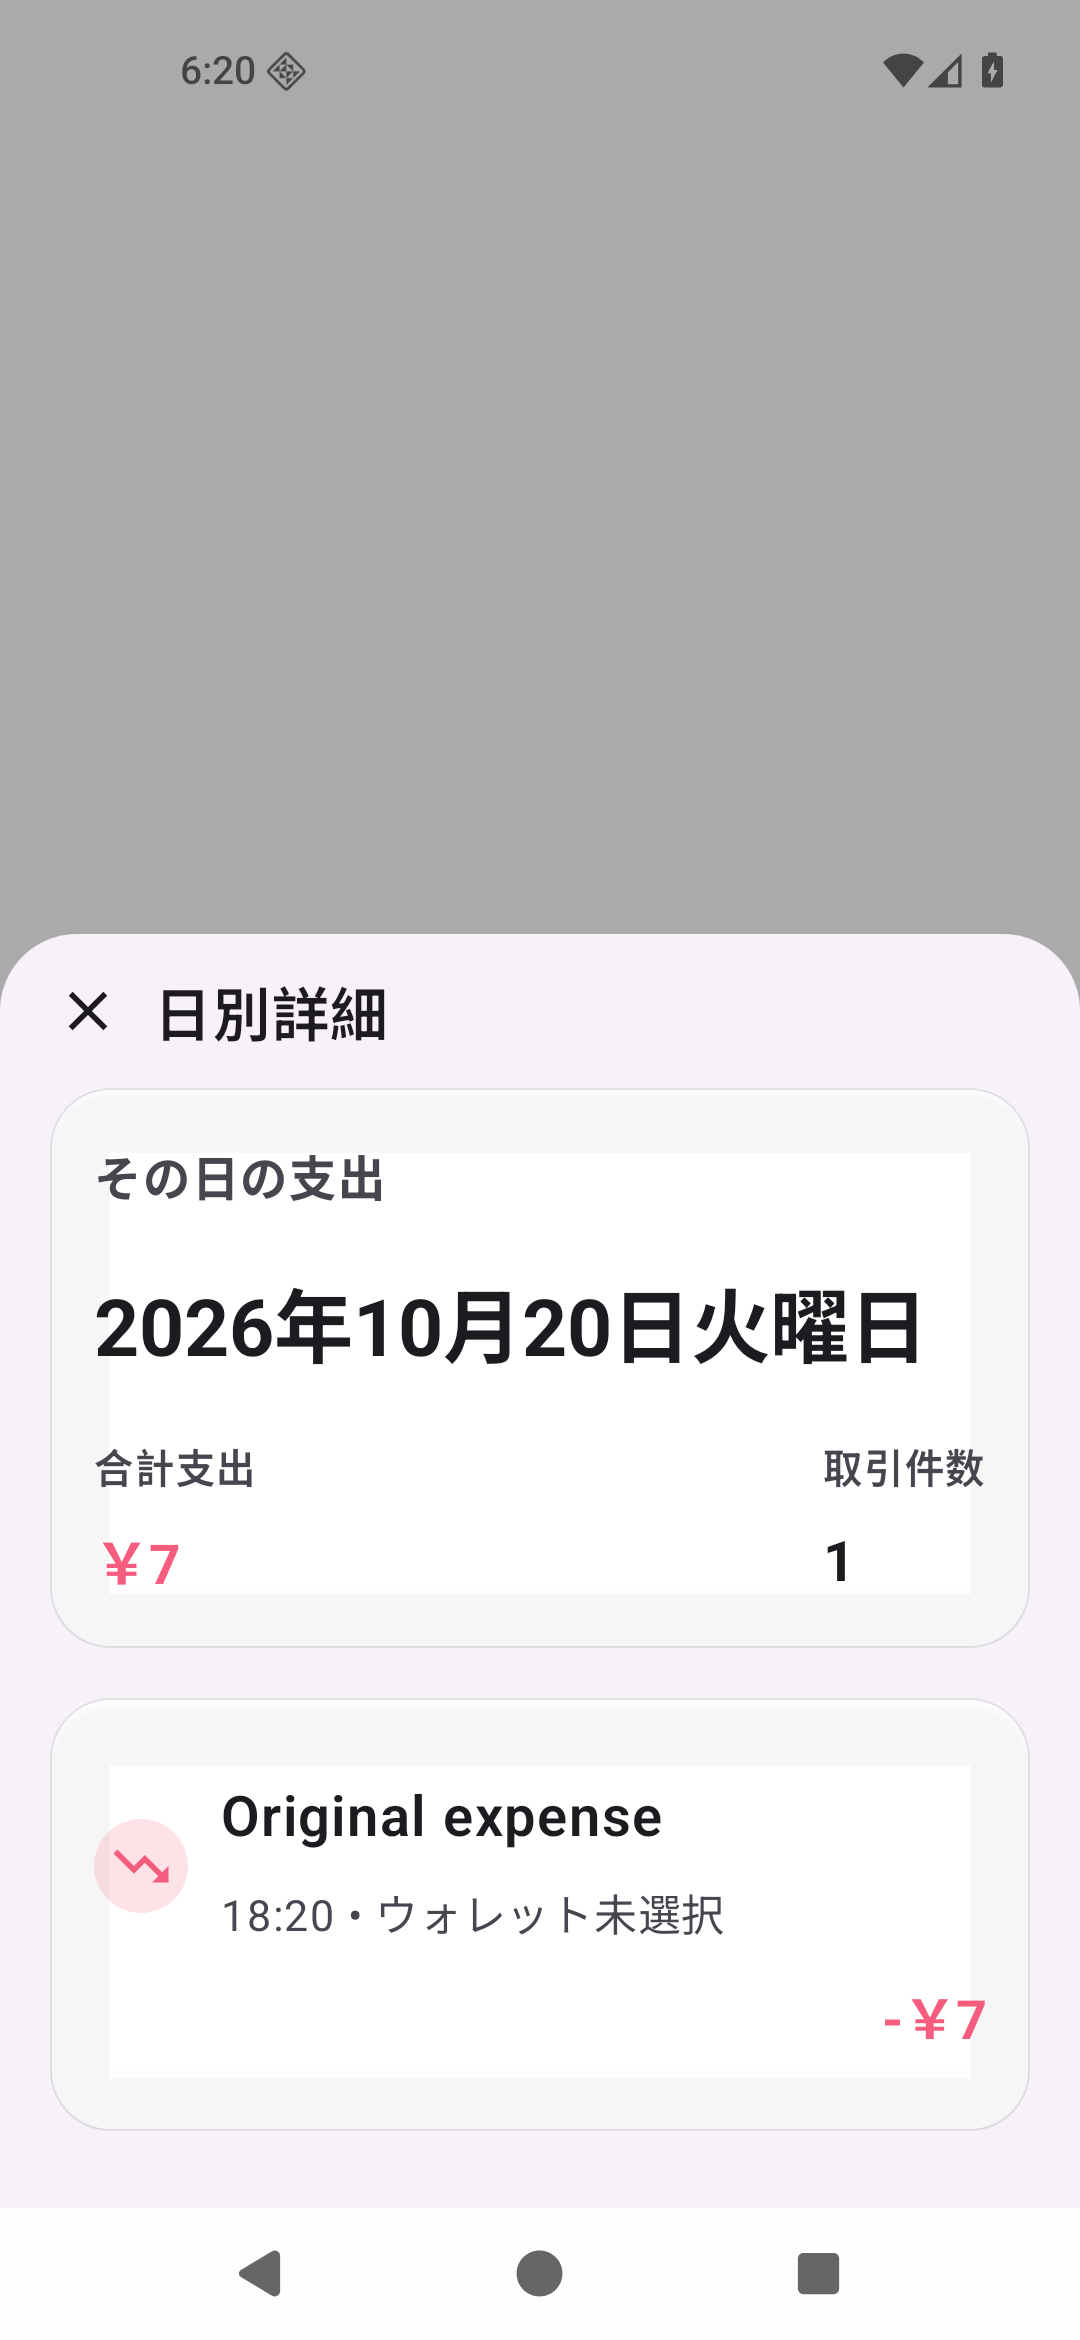 6:20
日別詳細
その日の支出
2026年10月20日火曜日
合計支出
取引件数
￥7
1
Original expense
18:20・ウォレット未選択
-￥7